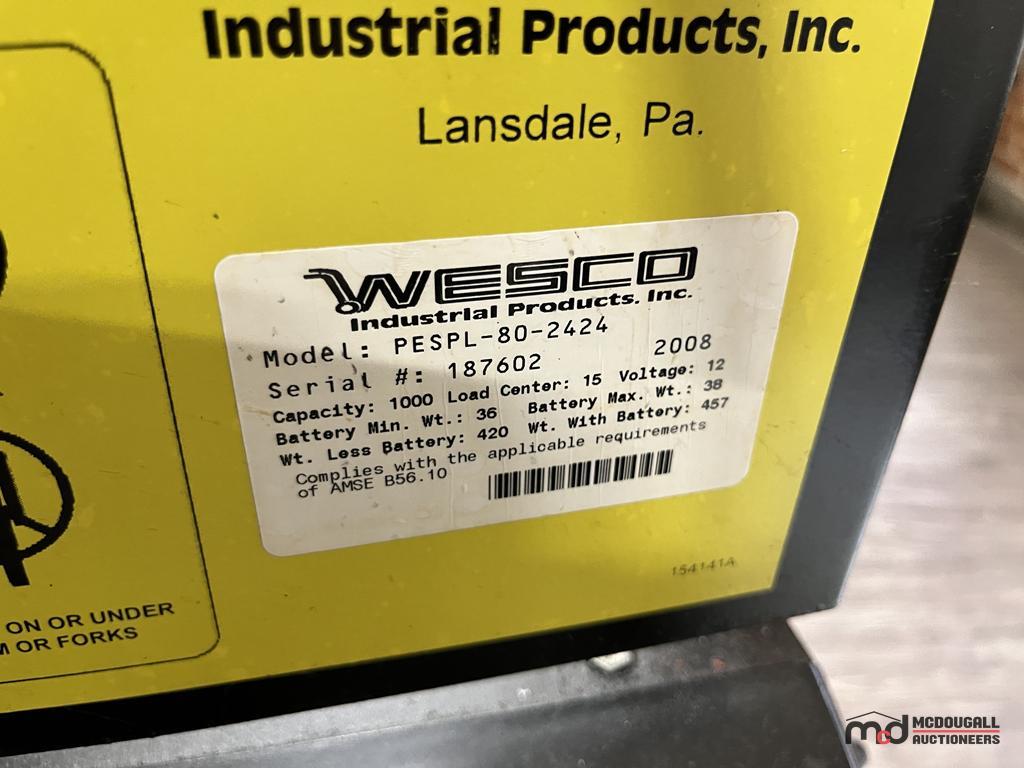 Industrial Products, Inc.
Lansdale, Pa.
WESCO
Industrial Products, Inc.
Model: PESPL-80-2424
Serial #: 187602 2008
Capacity: 1000 Load Center: 15 Voltage: 12
Battery Min. Wt.: 36 Battery Max. Wt.: 38
Wt. Less Battery: 420 Wt. With Battery: 457
Complies with the applicable requirements
of AMSE B56.10
154141A
ON OR UNDER
OR FORKS
mcd MCDOUGALL
AUCTIONEERS